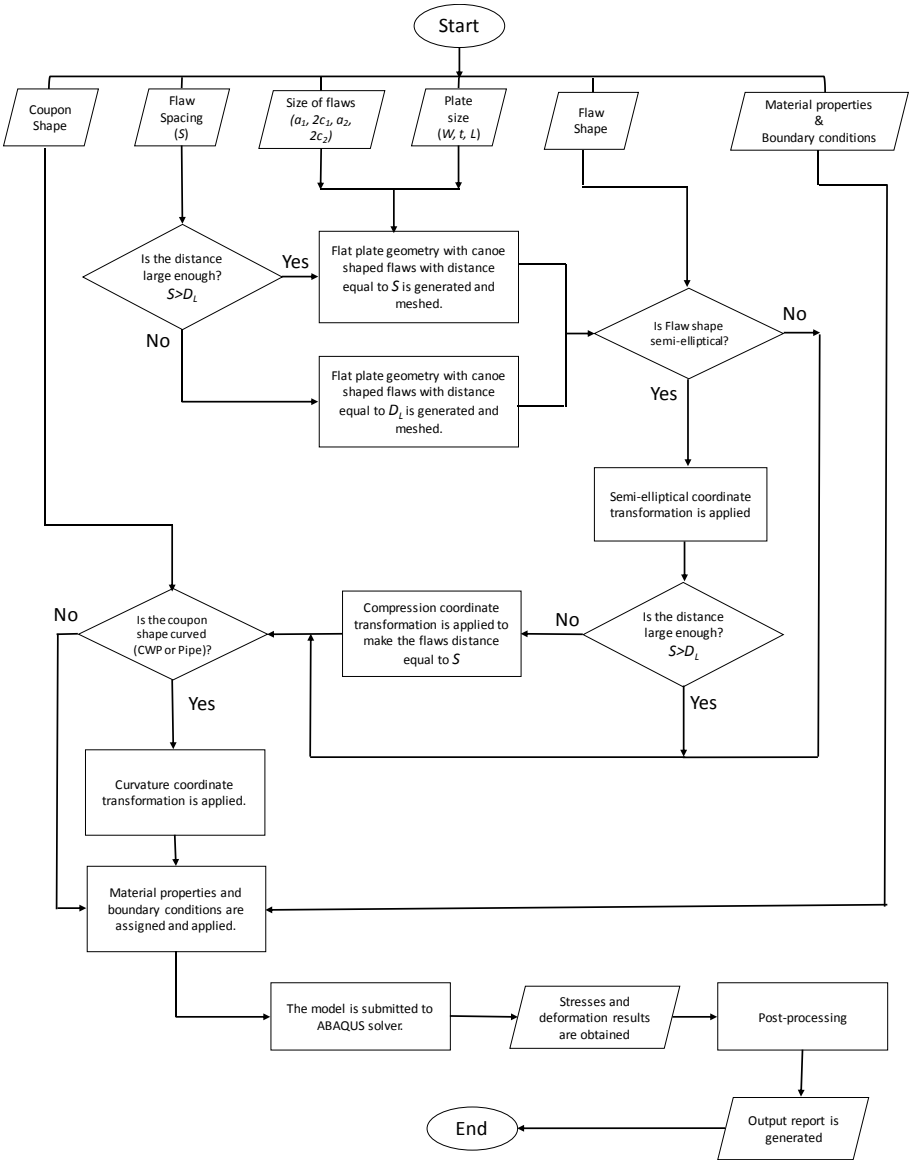 Start
Coupon
Shape
Flaw
Spacing
(S)
Size of flaws
(a₁, 2c₁, a₂,
2c₂)
Plate
size
(W, t, L)
Flaw
Shape
Material properties
&
Boundary conditions
Is the distance
large enough?
S>D_L
Yes
No
Flat plate geometry with canoe
shaped flaws with distance
equal to S is generated and
meshed.
Flat plate geometry with canoe
shaped flaws with distance
equal to D_L is generated and
meshed.
Is Flaw shape
semi-elliptical?
No
Yes
Semi-elliptical coordinate
transformation is applied
Is the distance
large enough?
S>D_L
No
Yes
Compression coordinate
transformation is applied to
make the flaws distance
equal to S
Is the coupon
shape curved
(CWP or Pipe)?
No
Yes
Curvature coordinate
transformation is applied.
Material properties and
boundary conditions are
assigned and applied.
The model is submitted to
ABAQUS solver.
Stresses and
deformation results
are obtained
Post-processing
Output report is
generated
End